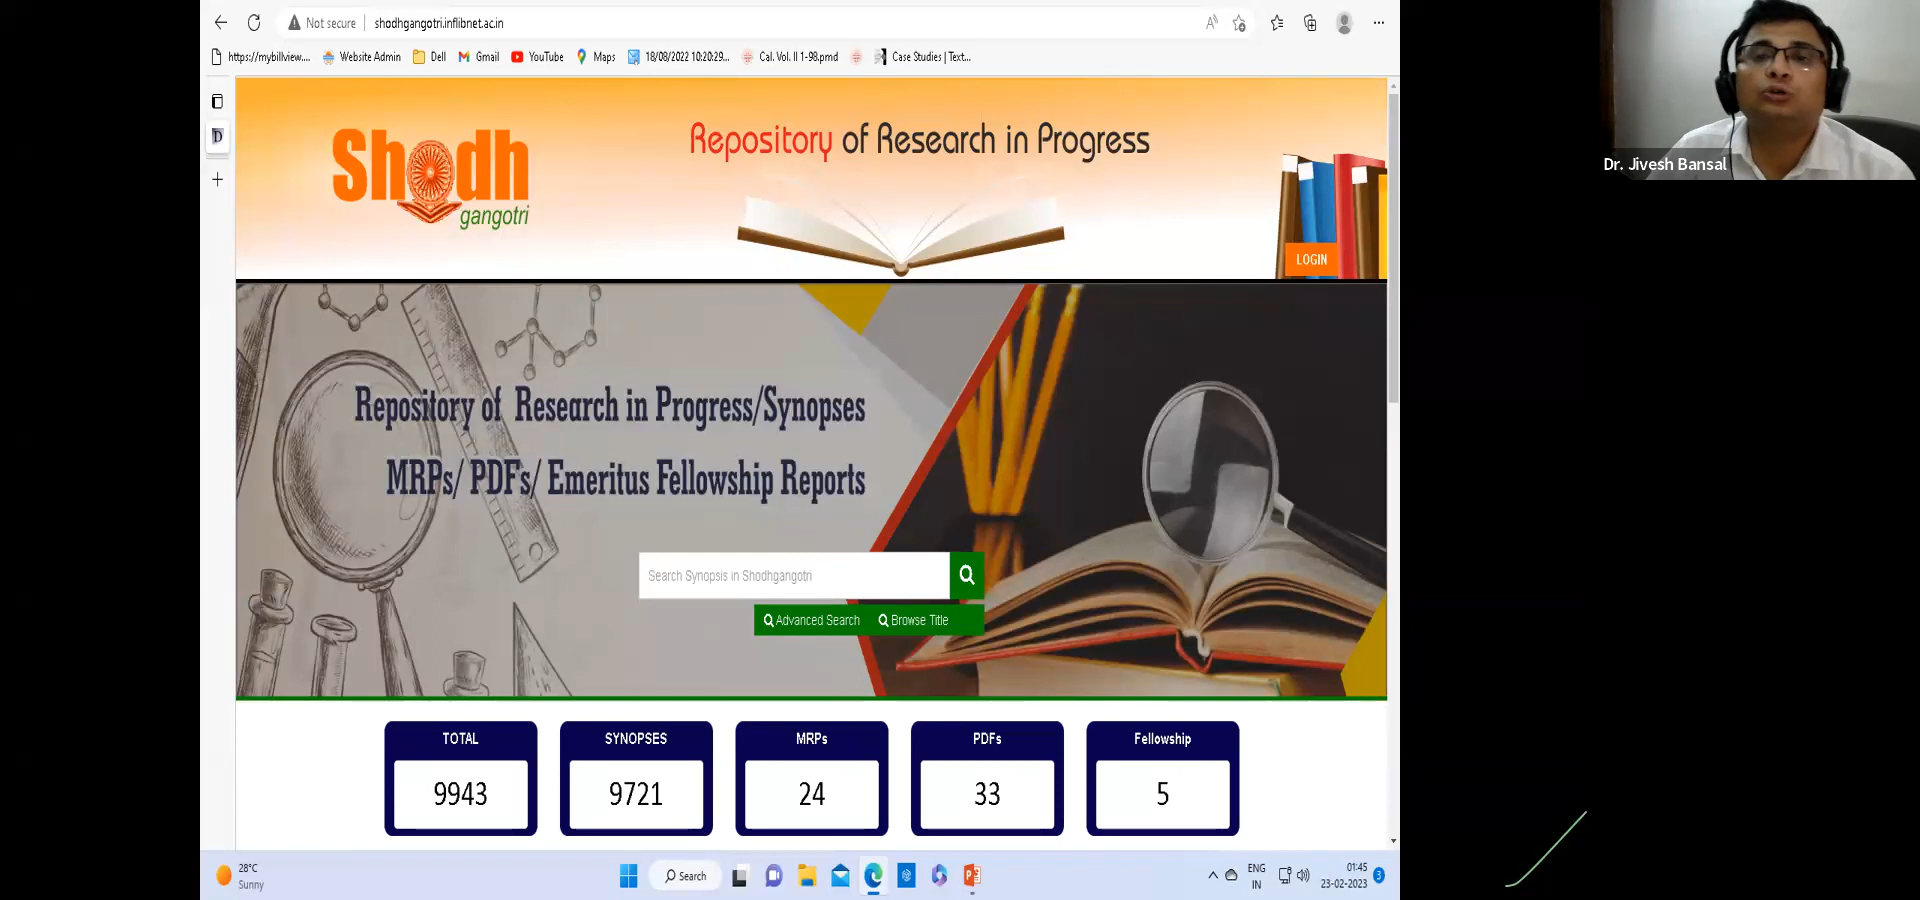 Not secure
shodhgangotri.inflibnet.ac.in
https://mybillview....
Website Admin
Dell
Gmail
YouTube
Maps
18/08/2022 10:20:29...
Cal. Vol. II 1-98.pmd
Case Studies | Text...
Shodh
gangotri
Repository of Research in Progress
LOGIN
Repository of Research in Progress/Synopses
MRPs/ PDFs/ Emeritus Fellowship Reports
Search Synopsis in Shodhgangotri
Advanced Search
Browse Title
TOTAL
9943
SYNOPSES
9721
MRPs
24
PDFs
33
Fellowship
5
28°C
Sunny
Search
ENG
IN
01:45
23-02-2023
3
Dr. Jivesh Bansal